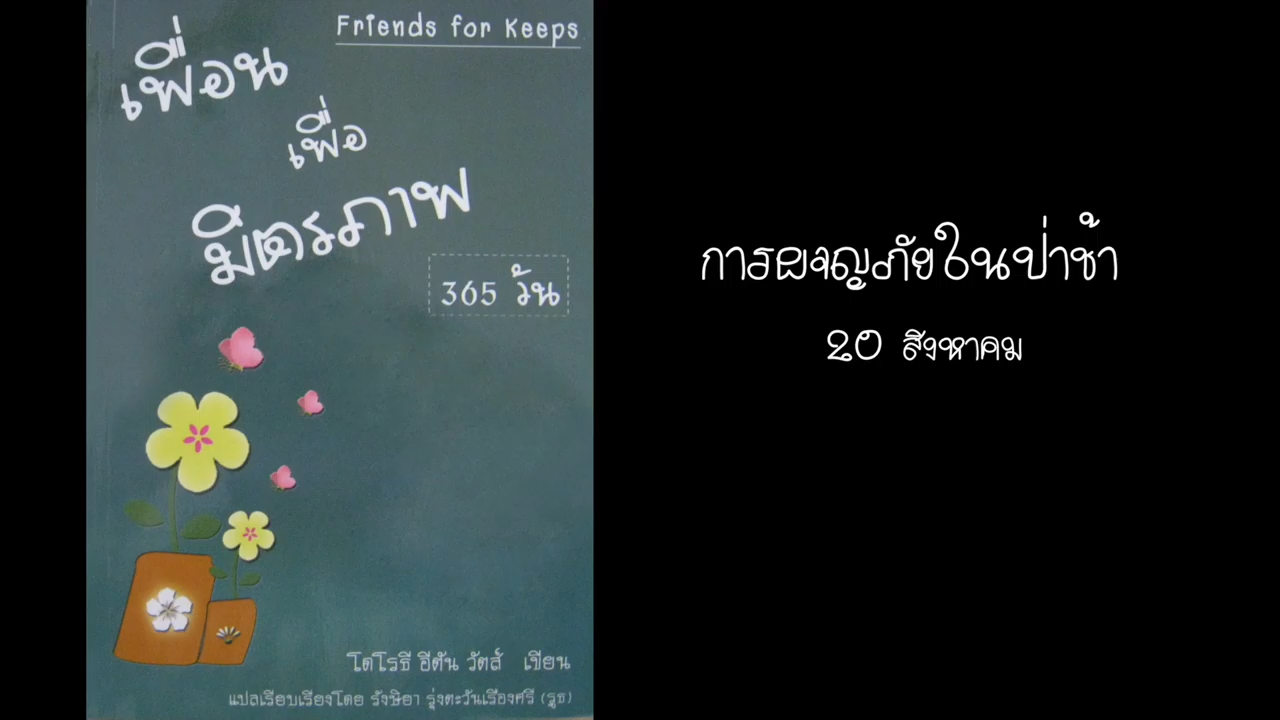 Friends for Keeps
เพื่อน
เพื่อ
มิตรภาพ
365 วัน
โดโรธี อีตัน วัตส์ เขียน
แปลเรียบเรียงโดย รังษิยา รุ่งตะวันเรืองศรี (รูธ)
การผจญภัยในป่าช้า
20 สิงหาคม